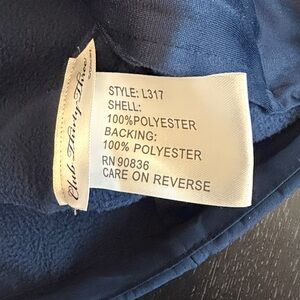 Club Thirty Three
STYLE: L317
SHELL:
100%POLYESTER
BACKING:
100% POLYESTER
RN 90836
CARE ON REVERSE